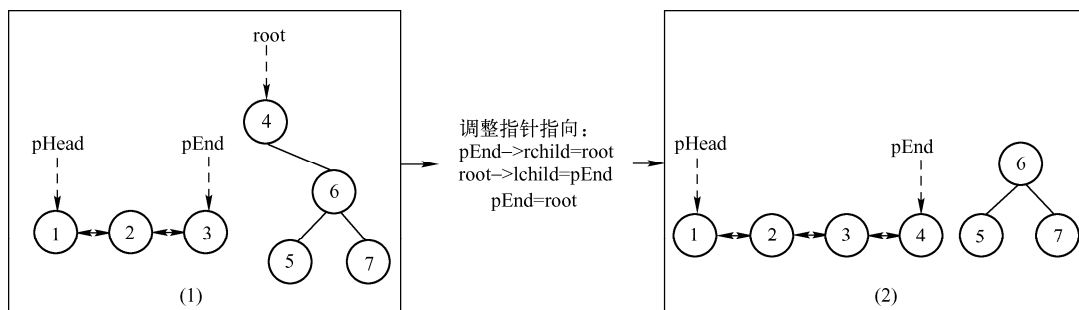 root
4
pHead
pEnd
6
1
2
3
5
7
(1)
调整指针指向：
pEnd−>rchild=root
root−>lchild=pEnd
pEnd=root
pHead
pEnd
6
1
2
3
4
5
7
(2)